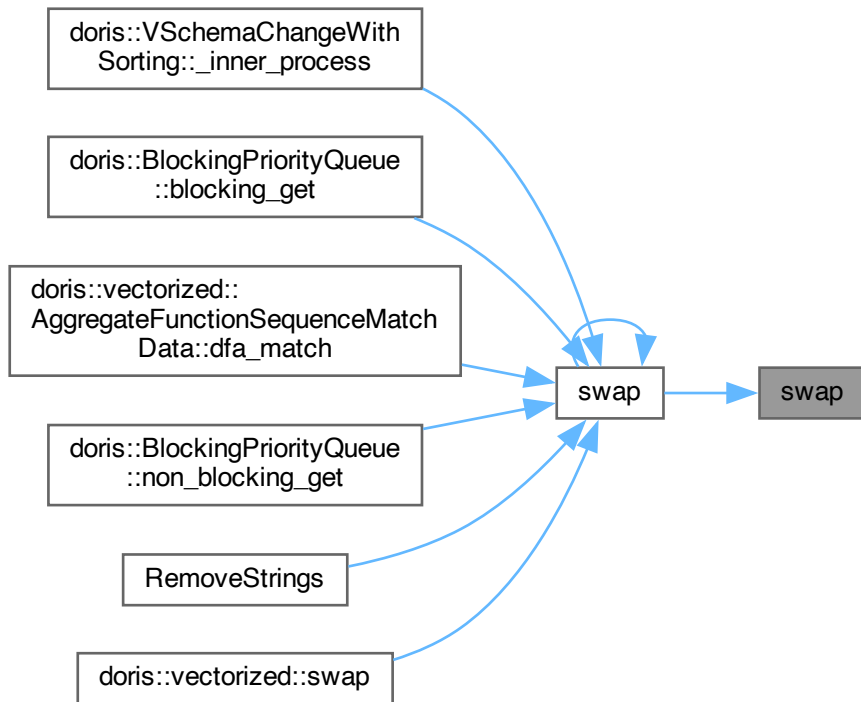 doris::VSchemaChangeWith
Sorting::_inner_process
doris::BlockingPriorityQueue
::blocking_get
doris::vectorized::
AggregateFunctionSequenceMatch
Data::dfa_match
swap
swap
doris::BlockingPriorityQueue
::non_blocking_get
RemoveStrings
doris::vectorized::swap